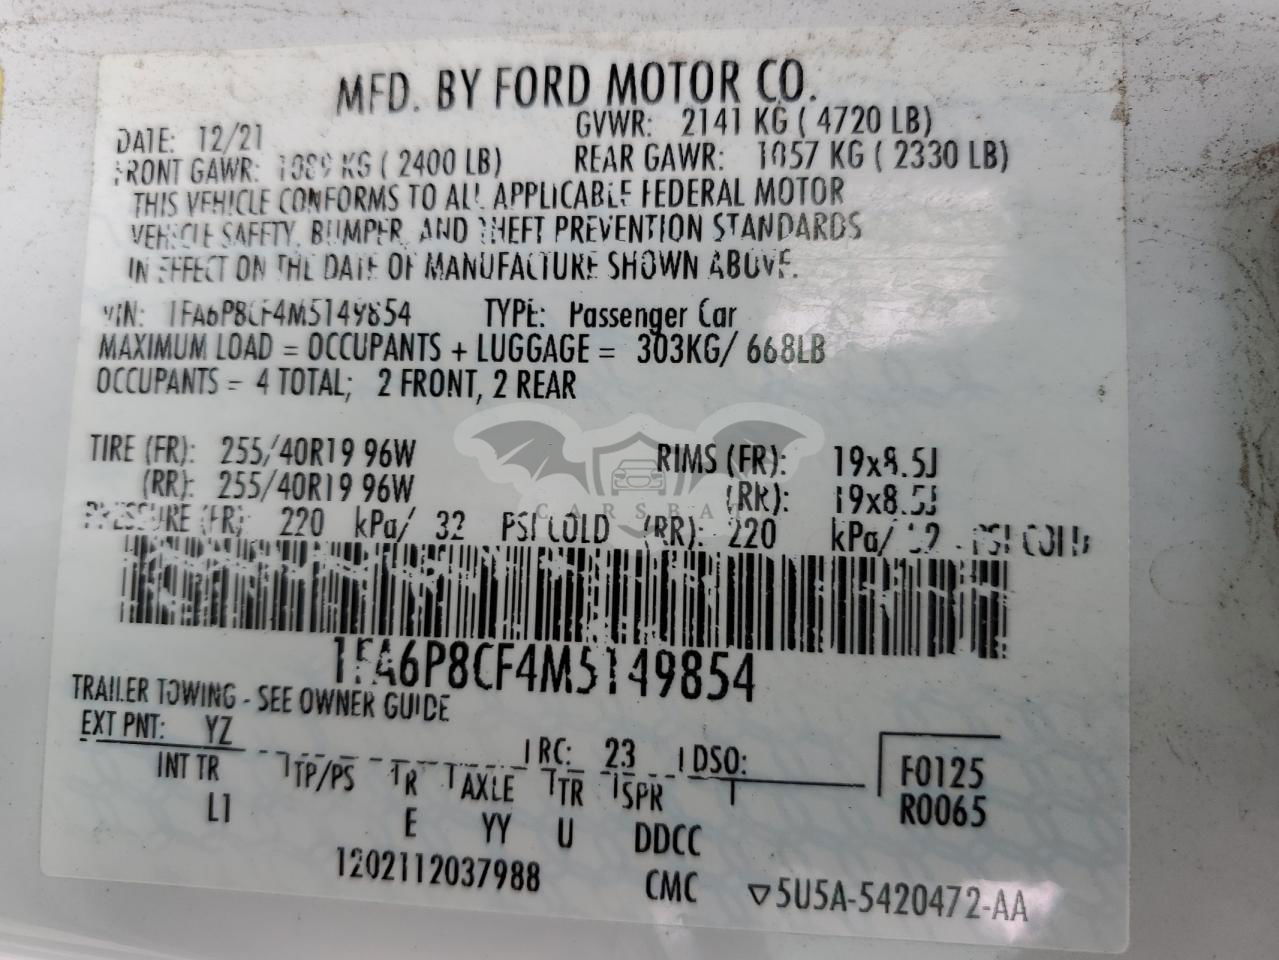 MFD. BY FORD MOTOR CO.
DATE: 12/21 GVWR: 2141 KG ( 4720 LB)
FRONT GAWR: 1089 KG ( 2400 LB) REAR GAWR: 1057 KG ( 2330 LB)
THIS VEHICLE CONFORMS TO ALL APPLICABLE FEDERAL MOTOR
VEHICLE SAFETY, BUMPER, AND THEFT PREVENTION STANDARDS
IN EFFECT ON THE DATE OF MANUFACTURE SHOWN ABOVE.
VIN: 1FA6P8CF4M5149854 TYPE: Passenger Car
MAXIMUM LOAD = OCCUPANTS + LUGGAGE = 303KG/ 668LB
OCCUPANTS = 4 TOTAL; 2 FRONT, 2 REAR
TIRE (FR): 255/40R19 96W RIMS (FR): 19x8.5J
(RR): 255/40R19 96W (RR): 19x8.5J
CARSBAT
PRESSURE (FR): 220 kPa/ 32 PSI COLD (RR): 220 kPa/ 32 PSI COLD
1FA6P8CF4M5149854
TRAILER TOWING - SEE OWNER GUIDE
EXT PNT: YZ RC: 23 DSO:
INT TR TP/PS R AXLE TR SPR F0125
L1 E YY U DDCC R0065
1202112037988 CMC ▽5U5A-5420472-AA